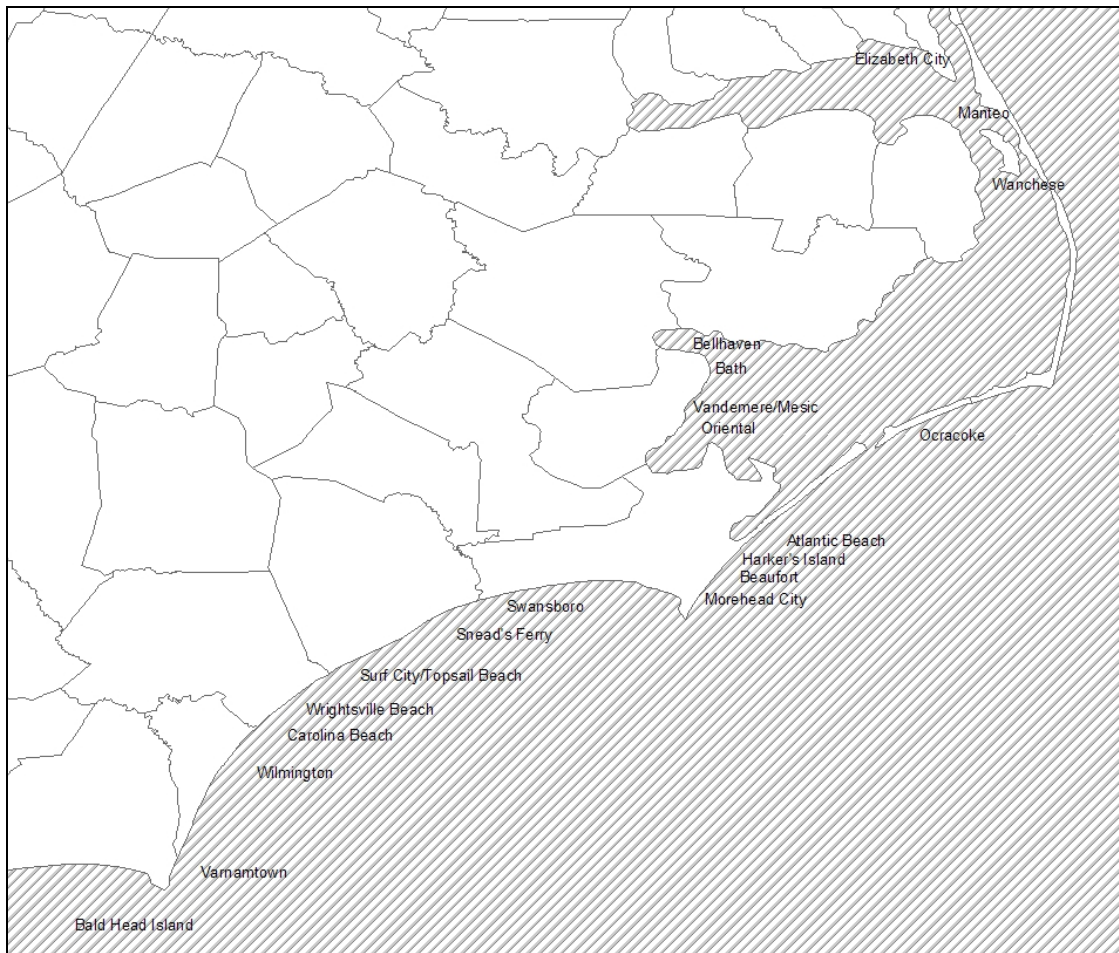 Elizabeth City
Manteo
Wanchese
Bellhaven
Bath
Vandemere/Mesic
Oriental
Ocracoke
Atlantic Beach
Harker's Island
Beaufort
Morehead City
Swansboro
Snead's Ferry
Surf City/Topsail Beach
Wrightsville Beach
Carolina Beach
Wilmington
Varnamtown
Bald Head Island